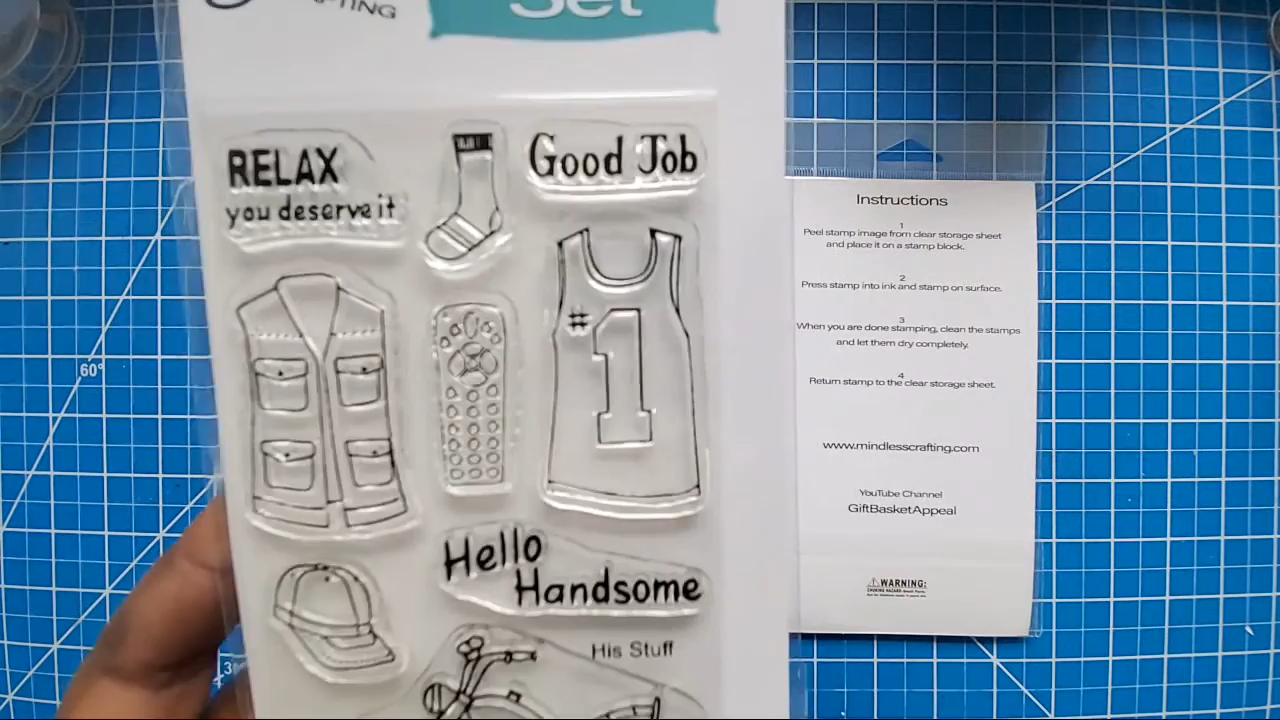 Set
RELAX
you deserve it
Good Job
#1
Hello
Handsome
His Stuff
Instructions
1
Peel stamp image from clear storage sheet
and place it on a stamp block.
2
Press stamp into ink and stamp on surface.
3
When you are done stamping, clean the stamps
and let them dry completely.
4
Return stamp to the clear storage sheet.
www.mindlesscrafting.com
YouTube Channel
GiftBasketAppeal
WARNING:
60°